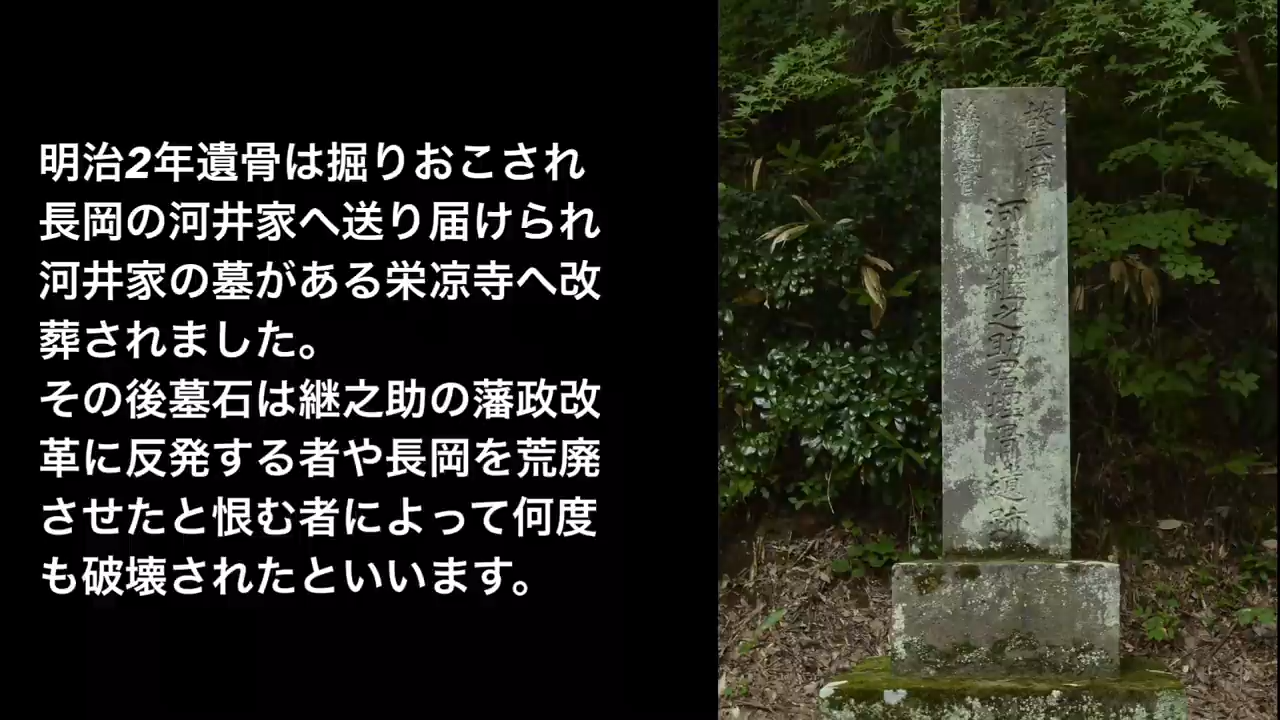 明治2年遺骨は掘りおこされ
長岡の河井家へ送り届けられ
河井家の墓がある栄凉寺へ改
葬されました。
その後墓石は継之助の藩政改
革に反発する者や長岡を荒廃
させたと恨む者によって何度
も破壊されたといいます。
故長岡
河井継之助君埋